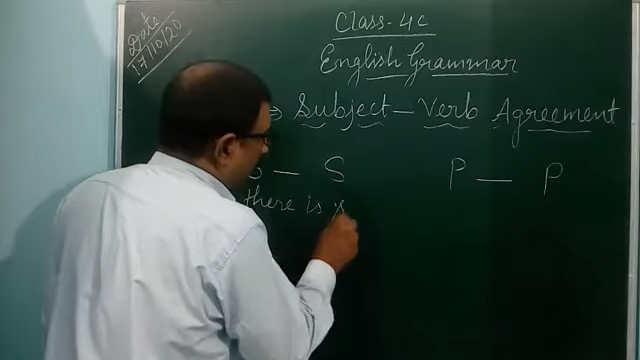 Date
17/10/20
Class-4c
English Grammar
⇒ Subject – Verb Agreement
S – S P – P
there is